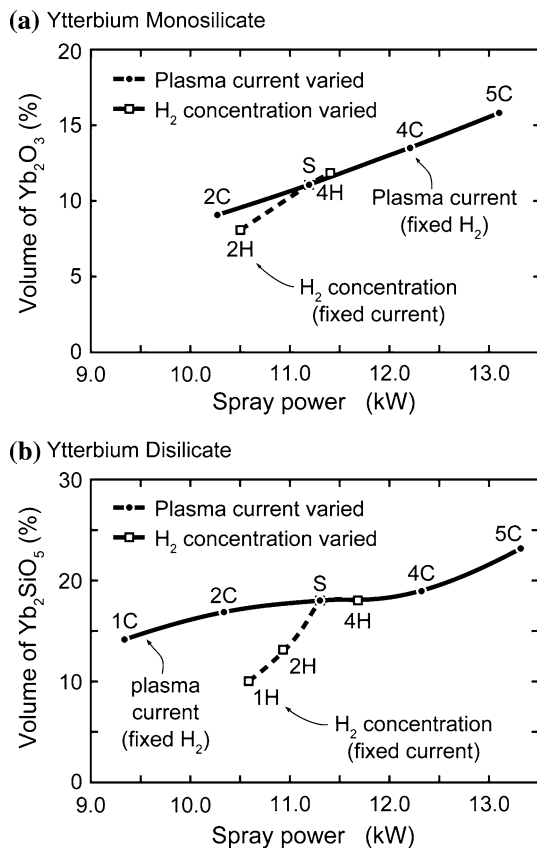 (a) Ytterbium Monosilicate
20
15
10
5
0
Volume of Yb₂O₃ (%)
Plasma current varied
H₂ concentration varied
2C
S
4H
2H
4C
5C
Plasma current
(fixed H₂)
H₂ concentration
(fixed current)
9.0 10.0 11.0 12.0 13.0
Spray power (kW)
(b) Ytterbium Disilicate
30
20
10
0
Volume of Yb₂SiO₅ (%)
Plasma current varied
H₂ concentration varied
1C
2C
S
4H
4C
5C
2H
1H
plasma
current
(fixed H₂)
H₂ concentration
(fixed current)
9.0 10.0 11.0 12.0 13.0
Spray power (kW)